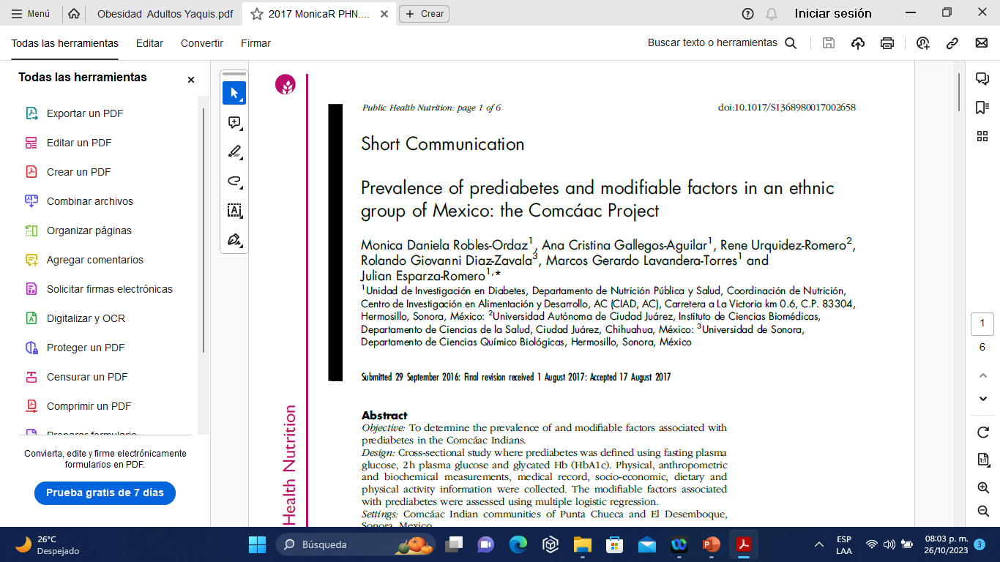 Menú
Obesidad Adultos Yaquis.pdf
2017 MonicaR PHN....
Crear
Iniciar sesión
Todas las herramientas
Editar
Convertir
Firmar
Buscar texto o herramientas
Todas las herramientas
Exportar un PDF
Editar un PDF
Crear un PDF
Combinar archivos
Organizar páginas
Agregar comentarios
Solicitar firmas electrónicas
Digitalizar y OCR
Proteger un PDF
Censurar un PDF
Comprimir un PDF
Preparar formulario
Convierta, edite y firme electrónicamente
formularios en PDF.
Prueba gratis de 7 días
Health Nutrition
Public Health Nutrition: page 1 of 6
doi:10.1017/S1368980017002658
Short Communication
Prevalence of prediabetes and modifiable factors in an ethnic
group of Mexico: the Comcáac Project
Monica Daniela Robles-Ordaz1, Ana Cristina Gallegos-Aguilar1, Rene Urquidez-Romero2,
Rolando Giovanni Diaz-Zavala3, Marcos Gerardo Lavandera-Torres1 and
Julian Esparza-Romero1,*
1Unidad de Investigación en Diabetes, Departamento de Nutrición Pública y Salud, Coordinación de Nutrición,
Centro de Investigación en Alimentación y Desarrollo, AC (CIAD, AC), Carretera a La Victoria km 0.6, C.P. 83304,
Hermosillo, Sonora, México: 2Universidad Autónoma de Ciudad Juárez, Instituto de Ciencias Biomédicas,
Departamento de Ciencias de la Salud, Ciudad Juárez, Chihuahua, México: 3Universidad de Sonora,
Departamento de Ciencias Químico Biológicas, Hermosillo, Sonora, México
Submitted 29 September 2016: Final revision received 1 August 2017: Accepted 17 August 2017
Abstract
Objective: To determine the prevalence of and modifiable factors associated with
prediabetes in the Comcáac Indians.
Design: Cross-sectional study where prediabetes was defined using fasting plasma
glucose, 2 h plasma glucose and glycated Hb (HbA1c). Physical, anthropometric
and biochemical measurements, medical record, socio-economic, dietary and
physical activity information were collected. The modifiable factors associated
with prediabetes were assessed using multiple logistic regression.
Settings: Comcáac Indian communities of Punta Chueca and El Desemboque,
Sonora, Mexico.
1
6
1:1
26°C
Despejado
Búsqueda
ESP
LAA
08:03 p. m.
26/10/2023
3